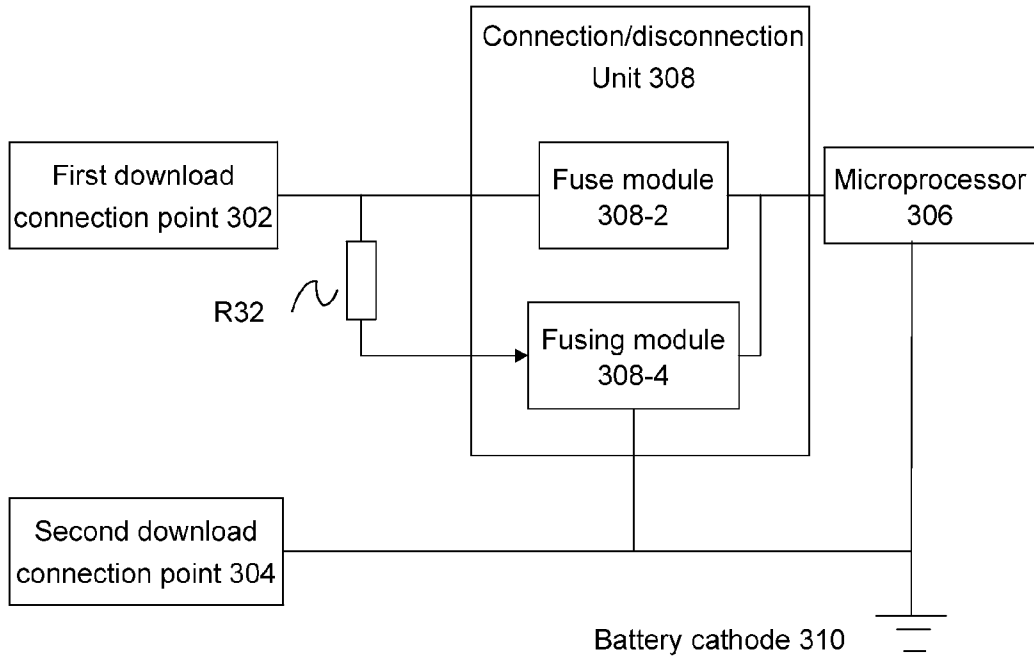 Connection/disconnection
Unit 308
First download
connection point 302
Fuse module
308-2
Microprocessor
306
R32
Fusing module
308-4
Second download
connection point 304
Battery cathode 310